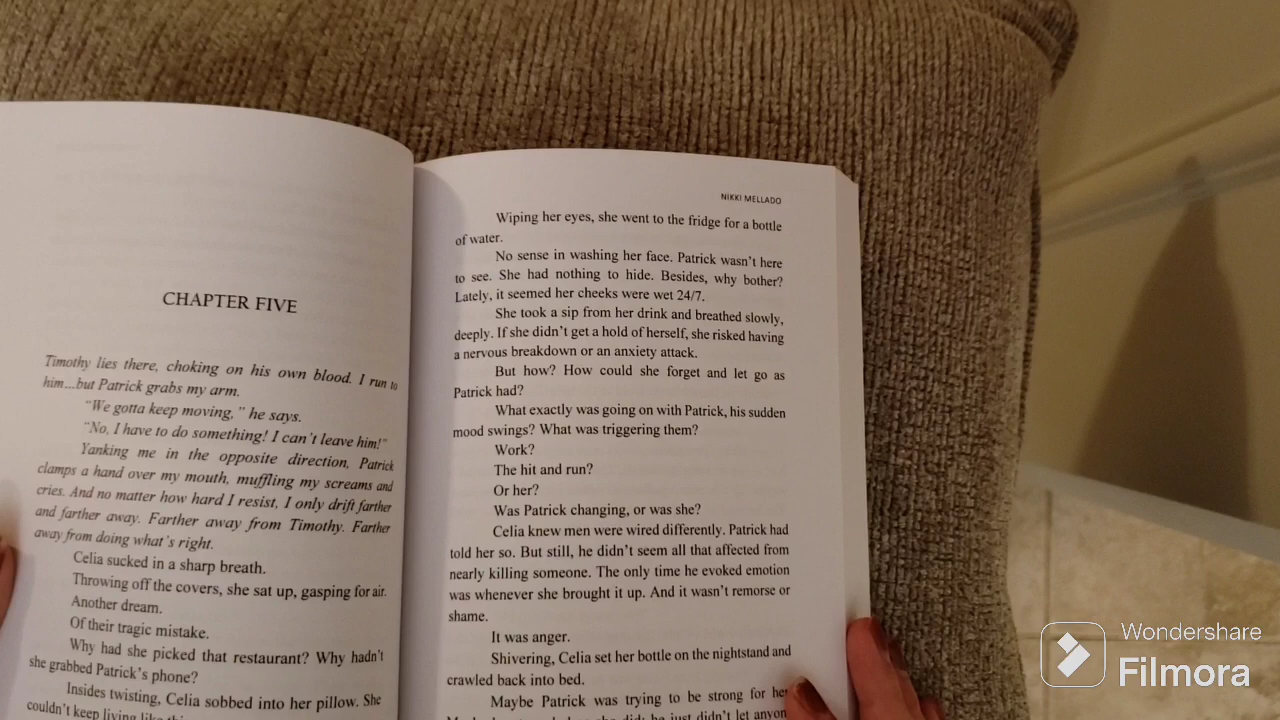 CHAPTER FIVE
Timothy lies there, choking on his own blood. I run to
him...but Patrick grabs my arm.
"We gotta keep moving," he says.
"No, I have to do something! I can't leave him!"
Yanking me in the opposite direction, Patrick
clamps a hand over my mouth, muffling my screams and
cries. And no matter how hard I resist, I only drift farther
and farther away. Farther away from Timothy. Farther
away from doing what's right.
Celia sucked in a sharp breath.
Throwing off the covers, she sat up, gasping for air.
Another dream.
Of their tragic mistake.
Why had she picked that restaurant? Why hadn't
she grabbed Patrick's phone?
Insides twisting, Celia sobbed into her pillow. She
couldn't keep living like
NIKKI MELLADO
Wiping her eyes, she went to the fridge for a bottle
of water.
No sense in washing her face. Patrick wasn't here
to see. She had nothing to hide. Besides, why bother?
Lately, it seemed her cheeks were wet 24/7.
She took a sip from her drink and breathed slowly,
deeply. If she didn't get a hold of herself, she risked having
a nervous breakdown or an anxiety attack.
But how? How could she forget and let go as
Patrick had?
What exactly was going on with Patrick, his sudden
mood swings? What was triggering them?
Work?
The hit and run?
Or her?
Was Patrick changing, or was she?
Celia knew men were wired differently. Patrick had
told her so. But still, he didn't seem all that affected from
nearly killing someone. The only time he evoked emotion
was whenever she brought it up. And it wasn't remorse or
shame.
It was anger.
Shivering, Celia set her bottle on the nightstand and
crawled back into bed.
Maybe Patrick was trying to be strong for her
he just didn't let
Wondershare
Filmora